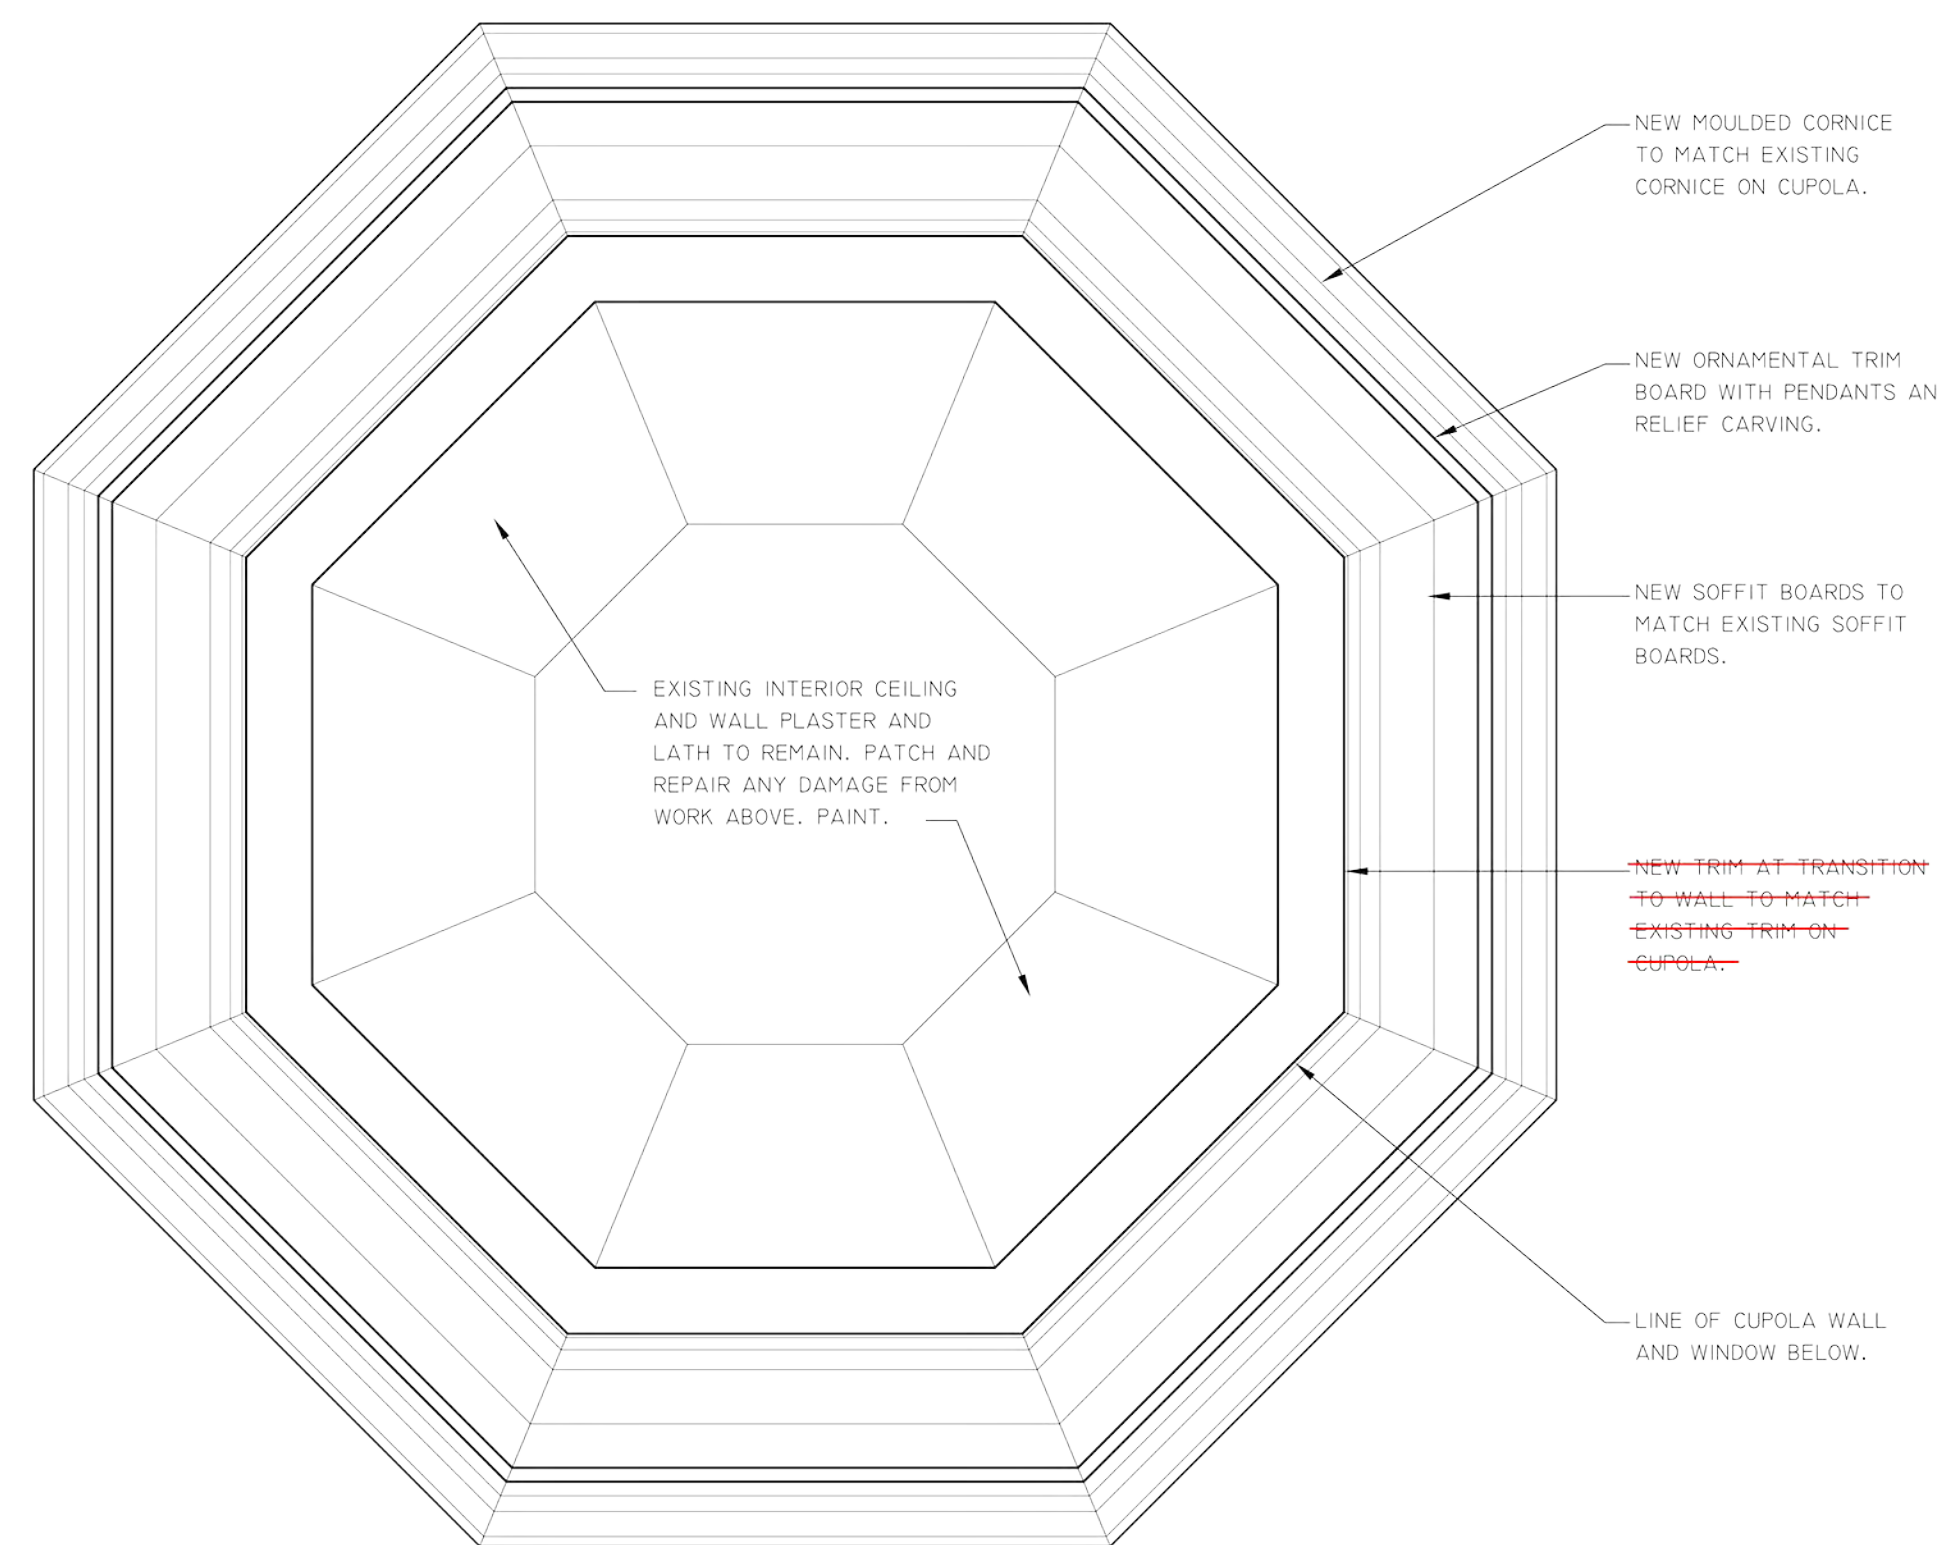 NEW MOULDED CORNICE
TO MATCH EXISTING
CORNICE ON CUPOLA.
NEW ORNAMENTAL TRIM
BOARD WITH PENDANTS AN
RELIEF CARVING.
NEW SOFFIT BOARDS TO
MATCH EXISTING SOFFIT
BOARDS.
EXISTING INTERIOR CEILING
AND WALL PLASTER AND
LATH TO REMAIN. PATCH AND
REPAIR ANY DAMAGE FROM
WORK ABOVE. PAINT.
NEW TRIM AT TRANSITION
TO WALL TO MATCH
EXISTING TRIM ON
CUPOLA.
LINE OF CUPOLA WALL
AND WINDOW BELOW.